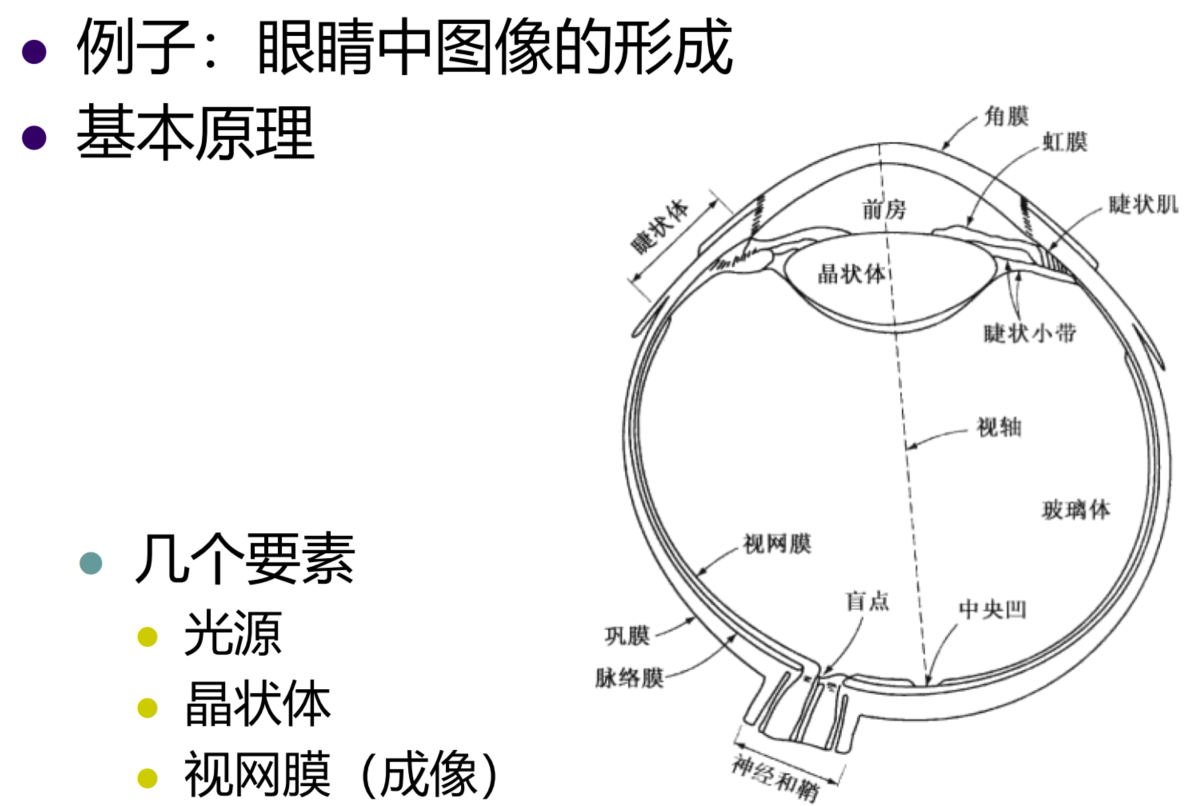 例子：眼睛中图像的形成
基本原理
角膜
虹膜
睫状肌
睫状体
前房
晶状体
睫状小带
视轴
玻璃体
视网膜
盲点
中央凹
巩膜
脉络膜
神经和鞘
几个要素
光源
晶状体
视网膜（成像）